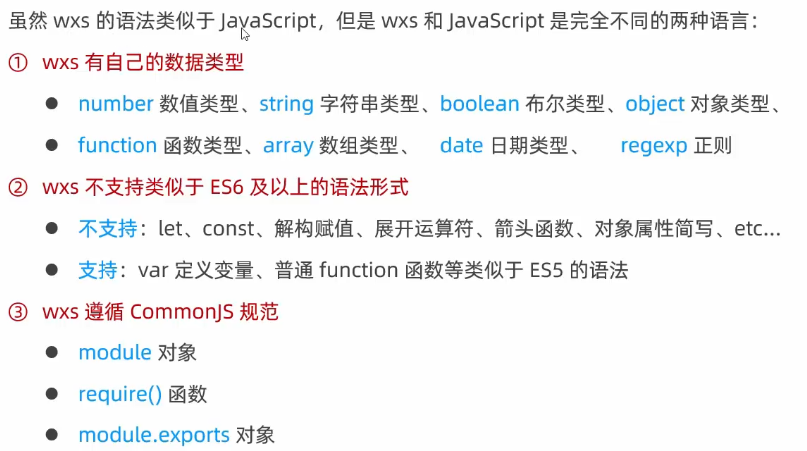 虽然 wxs 的语法类似于 JavaScript，但是 wxs 和 JavaScript 是完全不同的两种语言：
① wxs 有自己的数据类型
● number 数值类型、string 字符串类型、boolean 布尔类型、object 对象类型、
● function 函数类型、array 数组类型、 date 日期类型、 regexp 正则
② wxs 不支持类似于 ES6 及以上的语法形式
● 不支持：let、const、解构赋值、展开运算符、箭头函数、对象属性简写、etc...
● 支持：var 定义变量、普通 function 函数等类似于 ES5 的语法
③ wxs 遵循 CommonJS 规范
● module 对象
● require() 函数
● module.exports 对象